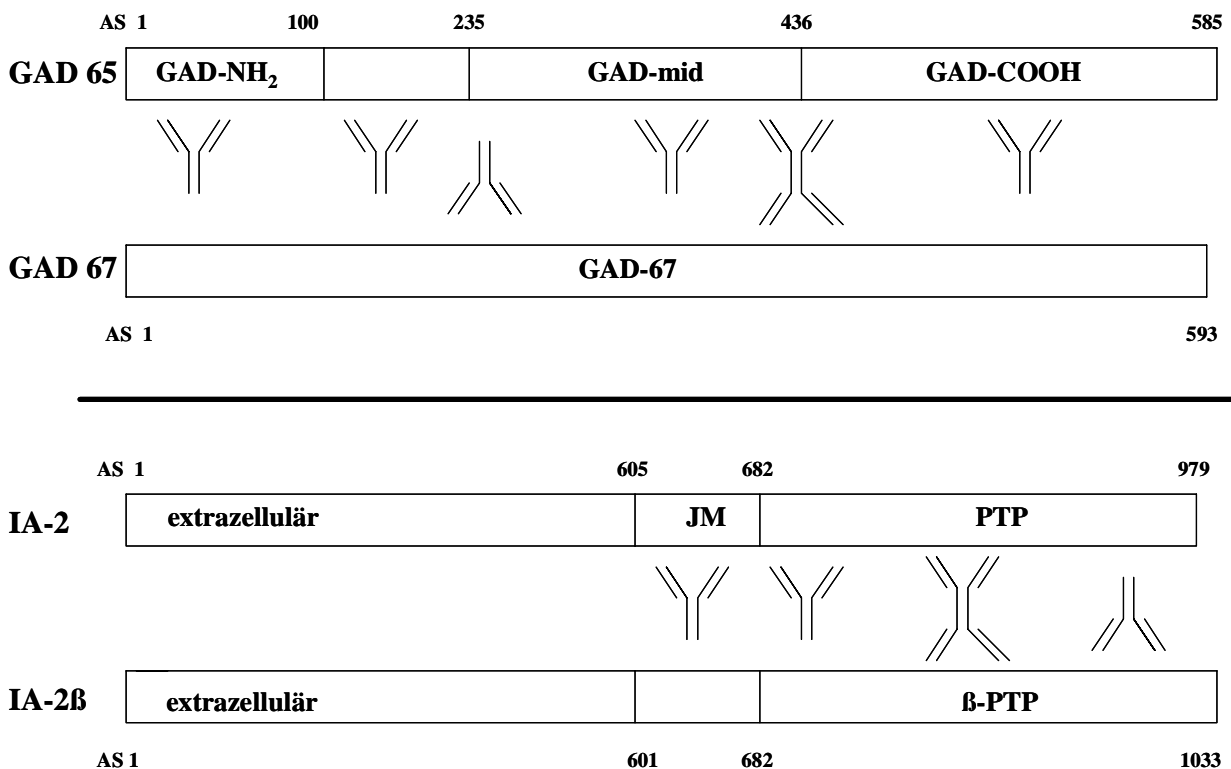 AS 1 100 235 436 585
GAD 65 GAD-NH2 GAD-mid GAD-COOH
GAD 67 GAD-67
AS 1 593
AS 1 605 682 979
IA-2 extrazellulär JM PTP
IA-2ß extrazellulär ß-PTP
AS 1 601 682 1033